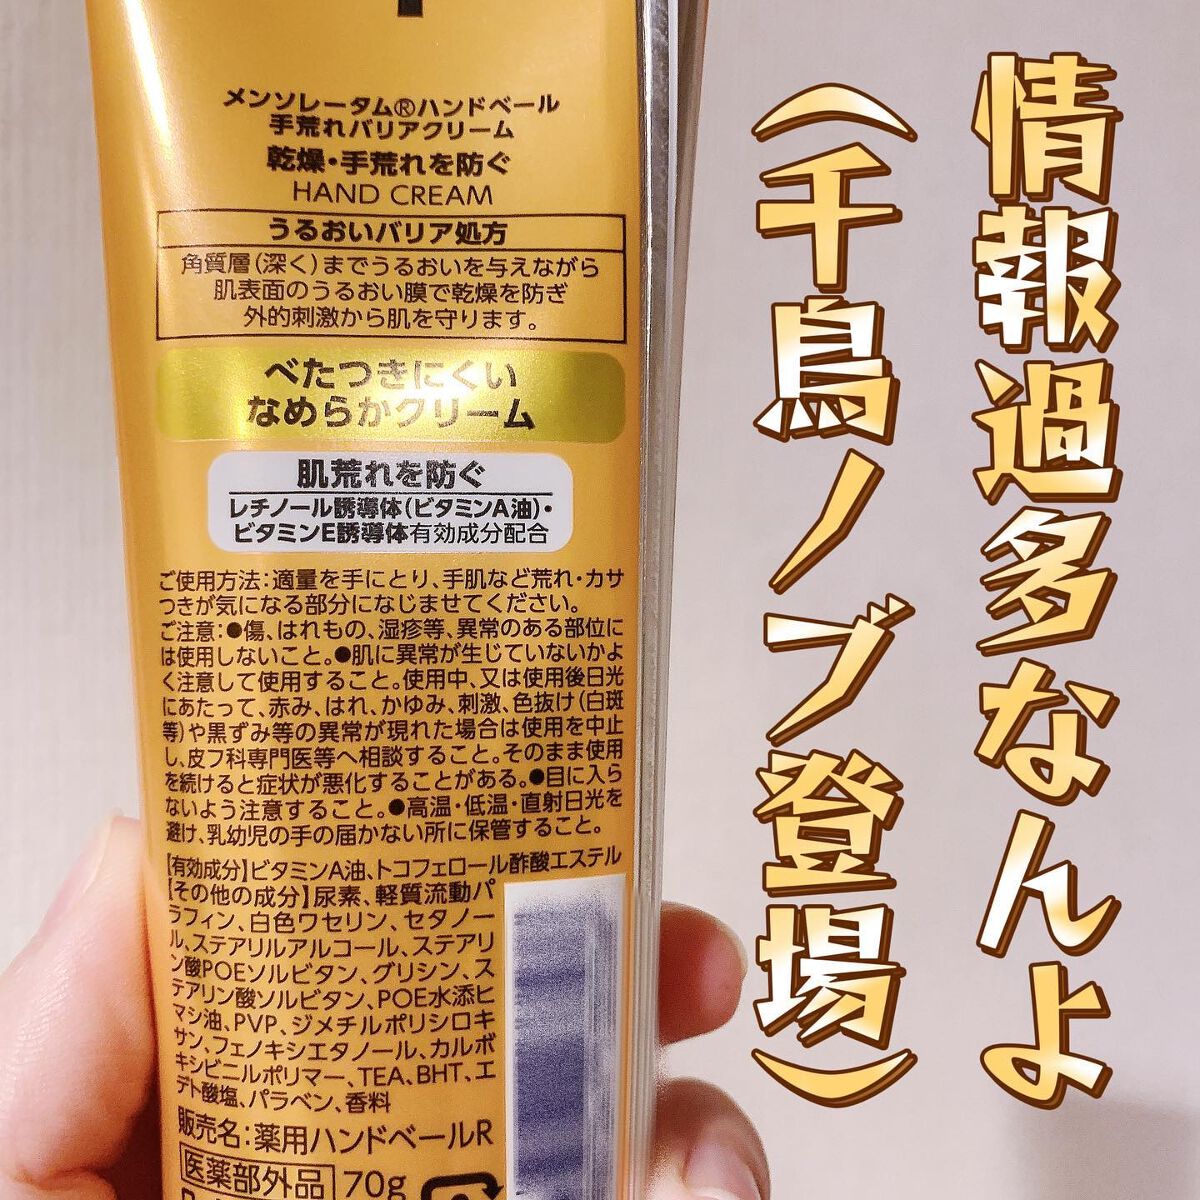 メンソレータム®ハンドベール
手荒れバリアクリーム
乾燥・手荒れを防ぐ
HAND CREAM
うるおいバリア処方
角質層(深く)までうるおいを与えながら
肌表面のうるおい膜で乾燥を防ぎ
外的刺激から肌を守ります。
べたつきにくい
なめらかクリーム
肌荒れを防ぐ
レチノール誘導体(ビタミンA油)・
ビタミンE誘導体有効成分配合
ご使用方法:適量を手にとり、手肌など荒れ・カサ
つきが気になる部分になじませてください。
ご注意:●傷、はれもの、湿疹等、異常のある部位に
は使用しないこと。●肌に異常が生じていないかよ
く注意して使用すること。使用中、又は使用後日光
にあたって、赤み、はれ、かゆみ、刺激、色抜け(白斑
等)や黒ずみ等の異常が現れた場合は使用を中止
し、皮フ科専門医等へ相談すること。そのまま使用
を続けると症状が悪化することがある。●目に入ら
ないよう注意すること。●高温・低温・直射日光を
避け、乳幼児の手の届かない所に保管すること。
【有効成分】ビタミンA油、トコフェロール酢酸エステル
【その他の成分】尿素、軽質流動パ
ラフィン、白色ワセリン、セタノー
ル、ステアリルアルコール、ステアリ
ン酸POEソルビタン、グリシン、ス
テアリン酸ソルビタン、POE水添ヒ
マシ油、PVP、ジメチルポリシロキ
サン、フェノキシエタノール、カルボ
キシビニルポリマー、TEA、BHT、エ
デト酸塩、パラベン、香料
販売名:薬用ハンドベールR
医薬部外品 70g
情報過多なんよ
(千鳥ノブ登場)